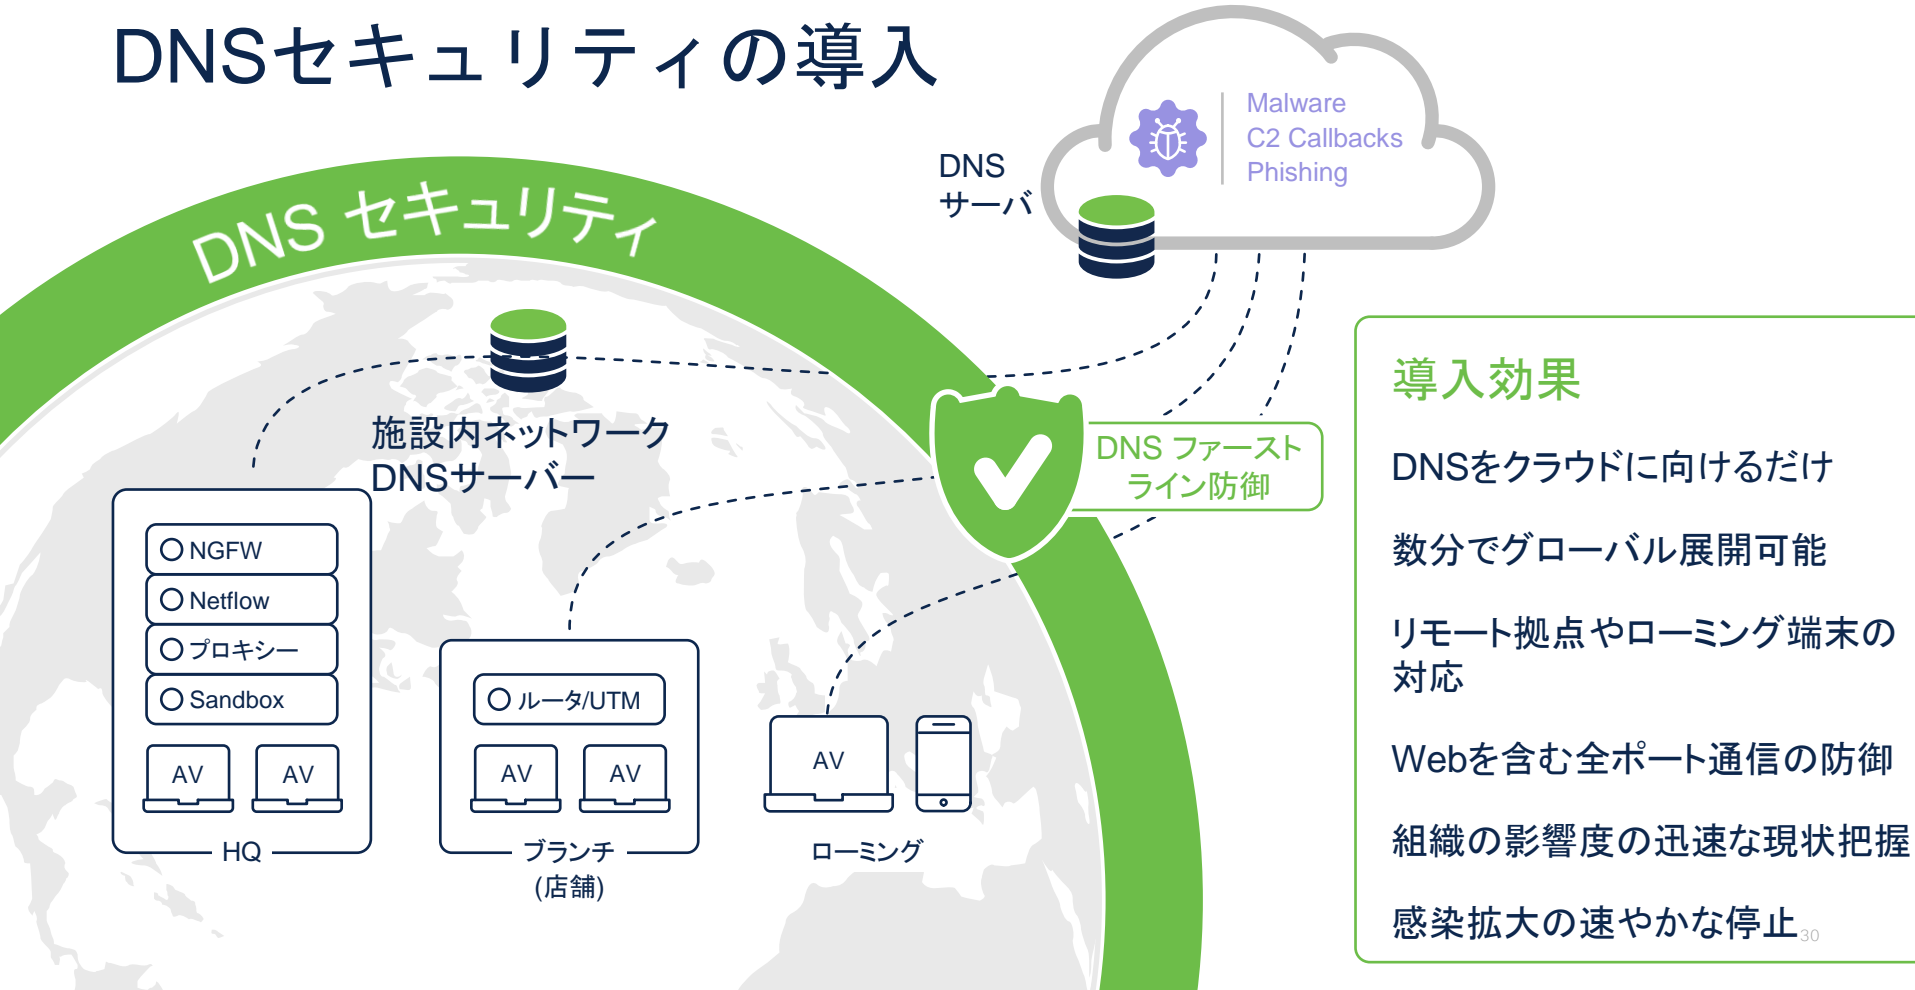 DNSセキュリティの導入
Malware
C2 Callbacks
Phishing
DNS
サーバ
DNS セキュリティ
施設内ネットワーク
DNSサーバー
DNS ファースト
ライン防御
NGFW
Netflow
プロキシー
Sandbox
AV
AV
HQ
ルータ/UTM
AV
AV
ブランチ
(店舗)
AV
ローミング
導入効果
DNSをクラウドに向けるだけ
数分でグローバル展開可能
リモート拠点やローミング端末の
対応
Webを含む全ポート通信の防御
組織の影響度の迅速な現状把握
感染拡大の速やかな停止
30